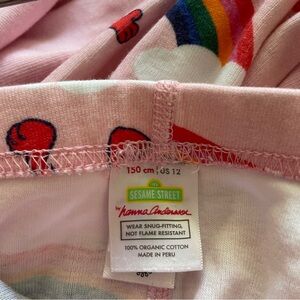 150 cm | US 12
SESAME STREET
by hanna andersson
WEAR SNUG-FITTING,
NOT FLAME RESISTANT
100% ORGANIC COTTON
MADE IN PERU